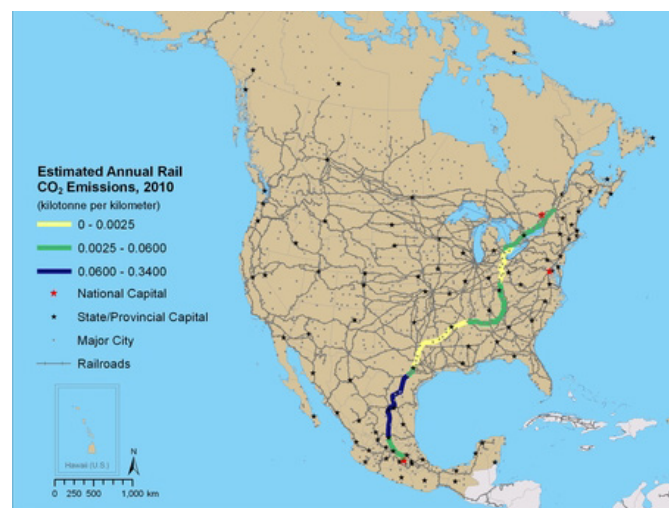 Estimated Annual Rail
CO₂ Emissions, 2010
(kilotonne per kilometer)
0 - 0.0025
0.0025 - 0.0600
0.0600 - 0.3400
National Capital
State/Provincial Capital
Major City
Railroads
Hawaii (U.S.)
N
0 250 500 1,000 km